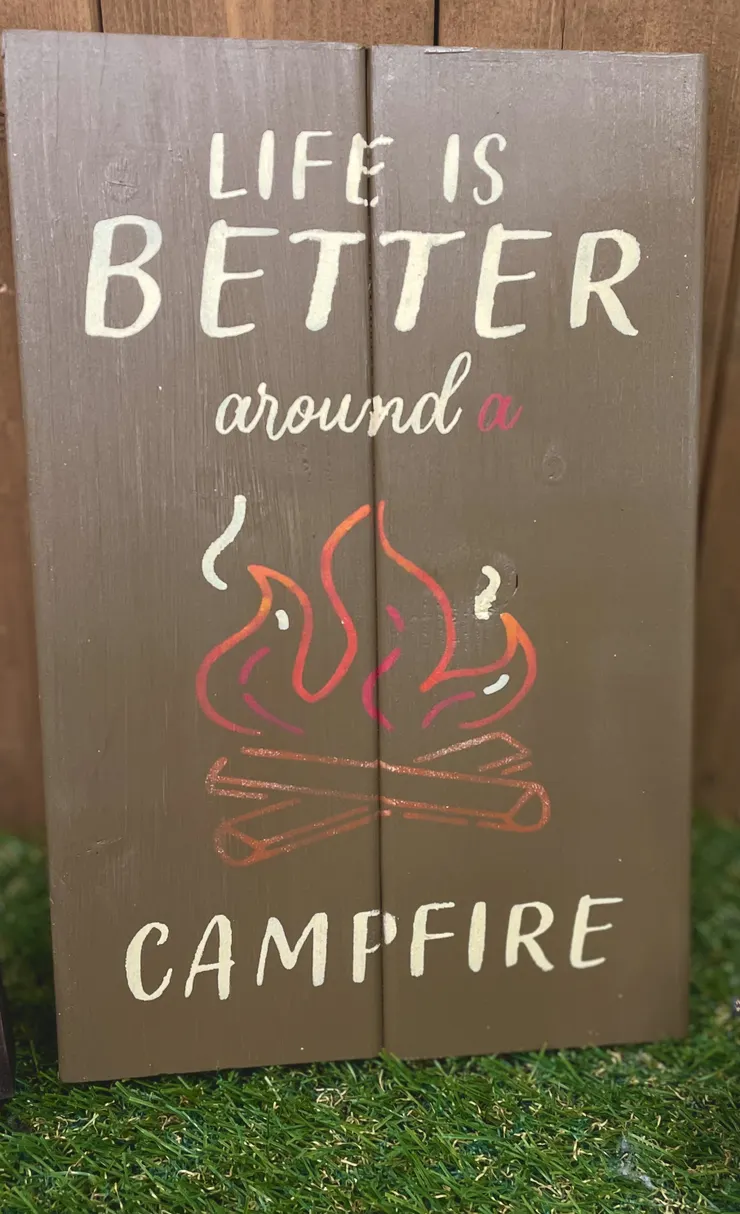 LIFE IS
BETTER
around a
CAMPFIRE